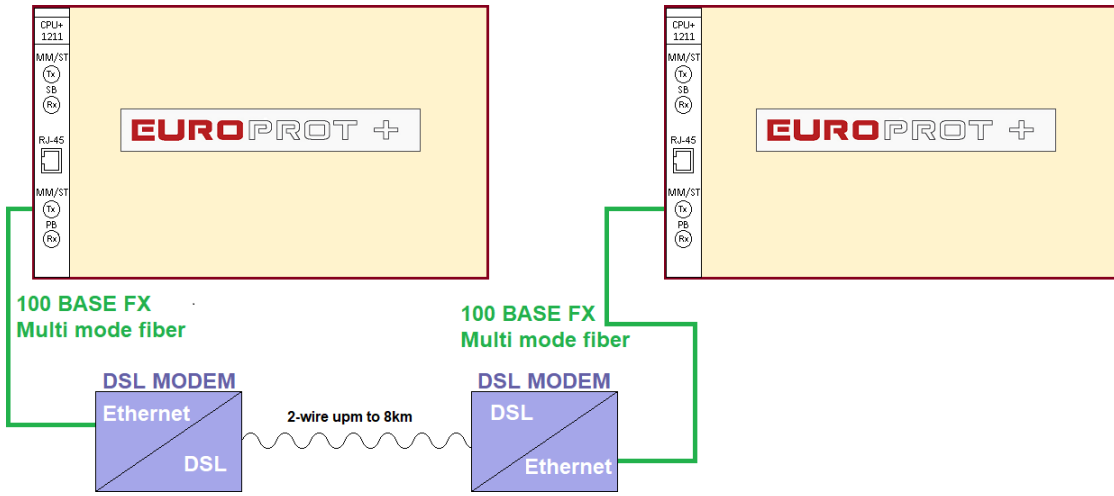 CPU+
1211
MM/ST
Tx
SB
Rx
RJ-45
MM/ST
Tx
PB
Rx
EUROPROT +
CPU+
1211
MM/ST
Tx
SB
Rx
RJ-45
MM/ST
Tx
PB
Rx
EUROPROT +
100 BASE FX
Multi mode fiber
100 BASE FX
Multi mode fiber
DSL MODEM
Ethernet
DSL
2-wire upm to 8km
DSL MODEM
DSL
Ethernet